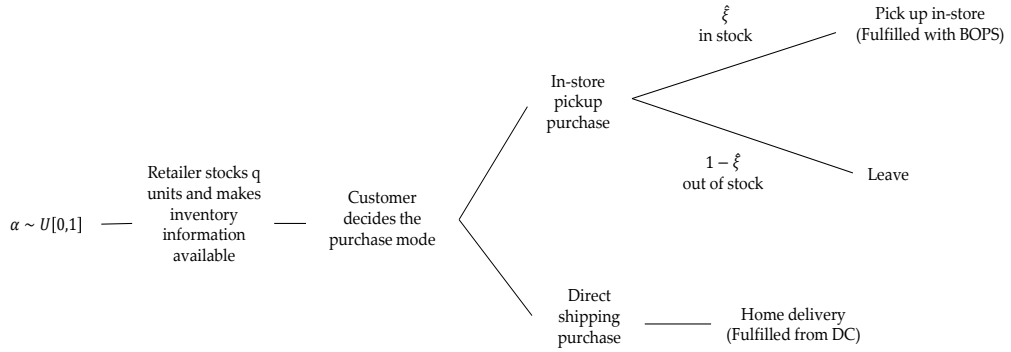 α ~ U[0,1]
Retailer stocks q
units and makes
inventory
information
available
Customer
decides the
purchase mode
In-store
pickup
purchase
ξ̂
in stock
Pick up in-store
(Fulfilled with BOPS)
1 − ξ̂
out of stock
Leave
Direct
shipping
purchase
Home delivery
(Fulfilled from DC)